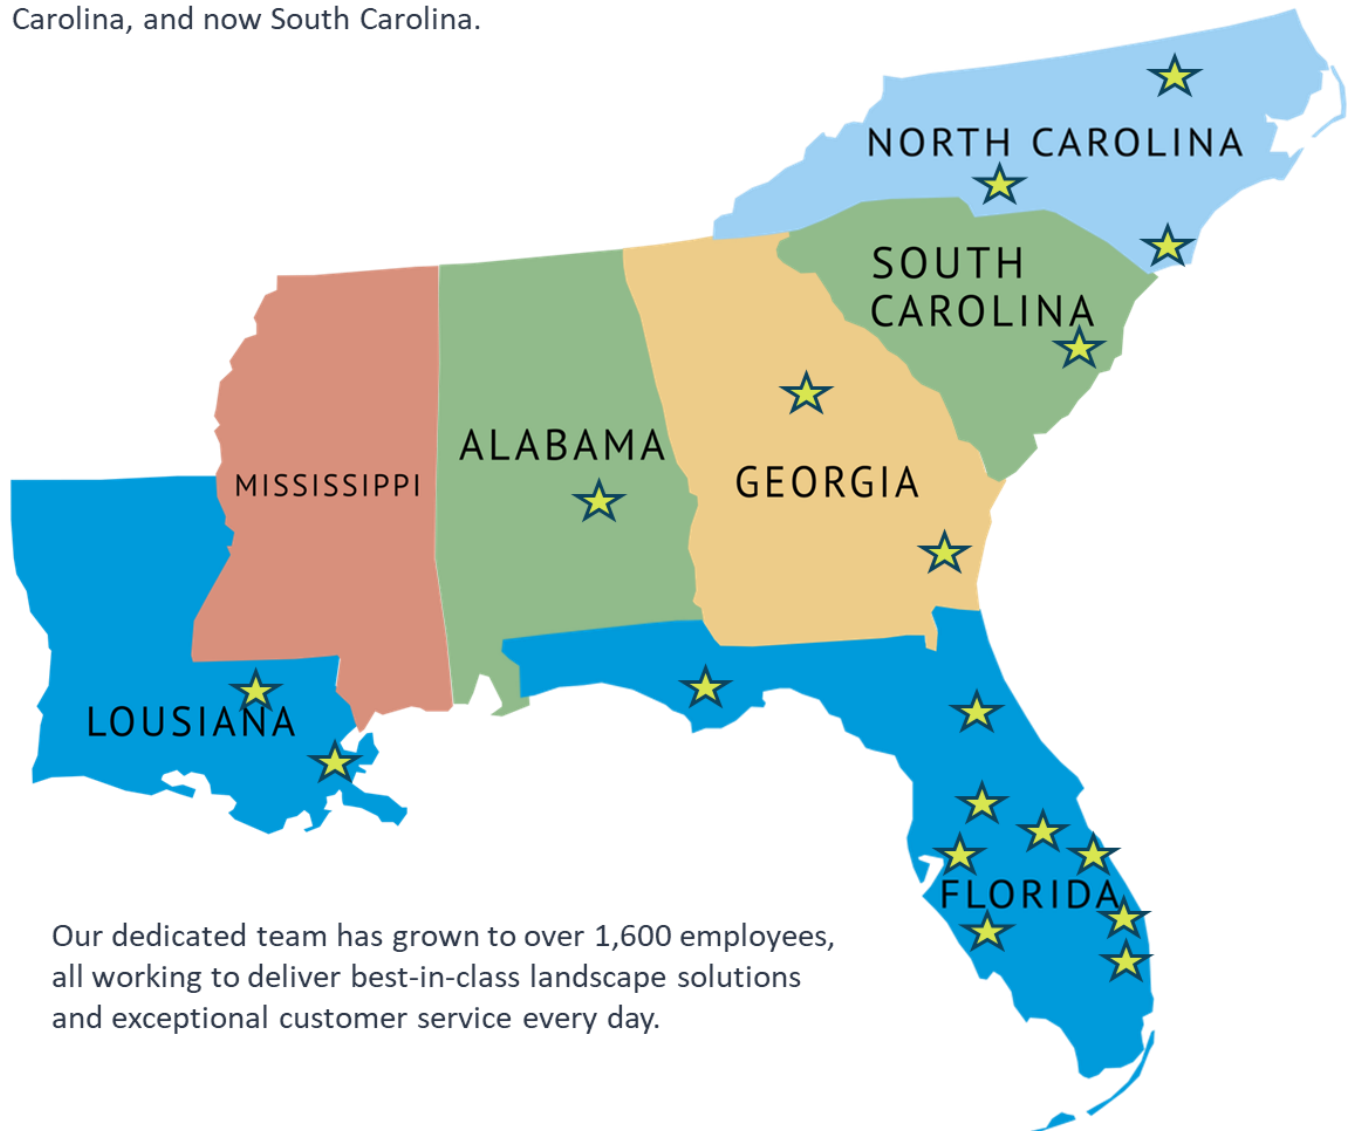 Carolina, and now South Carolina.
NORTH CAROLINA
SOUTH
CAROLINA
ALABAMA
MISSISSIPPI
GEORGIA
LOUSIANA
FLORIDA
Our dedicated team has grown to over 1,600 employees,
all working to deliver best-in-class landscape solutions
and exceptional customer service every day.